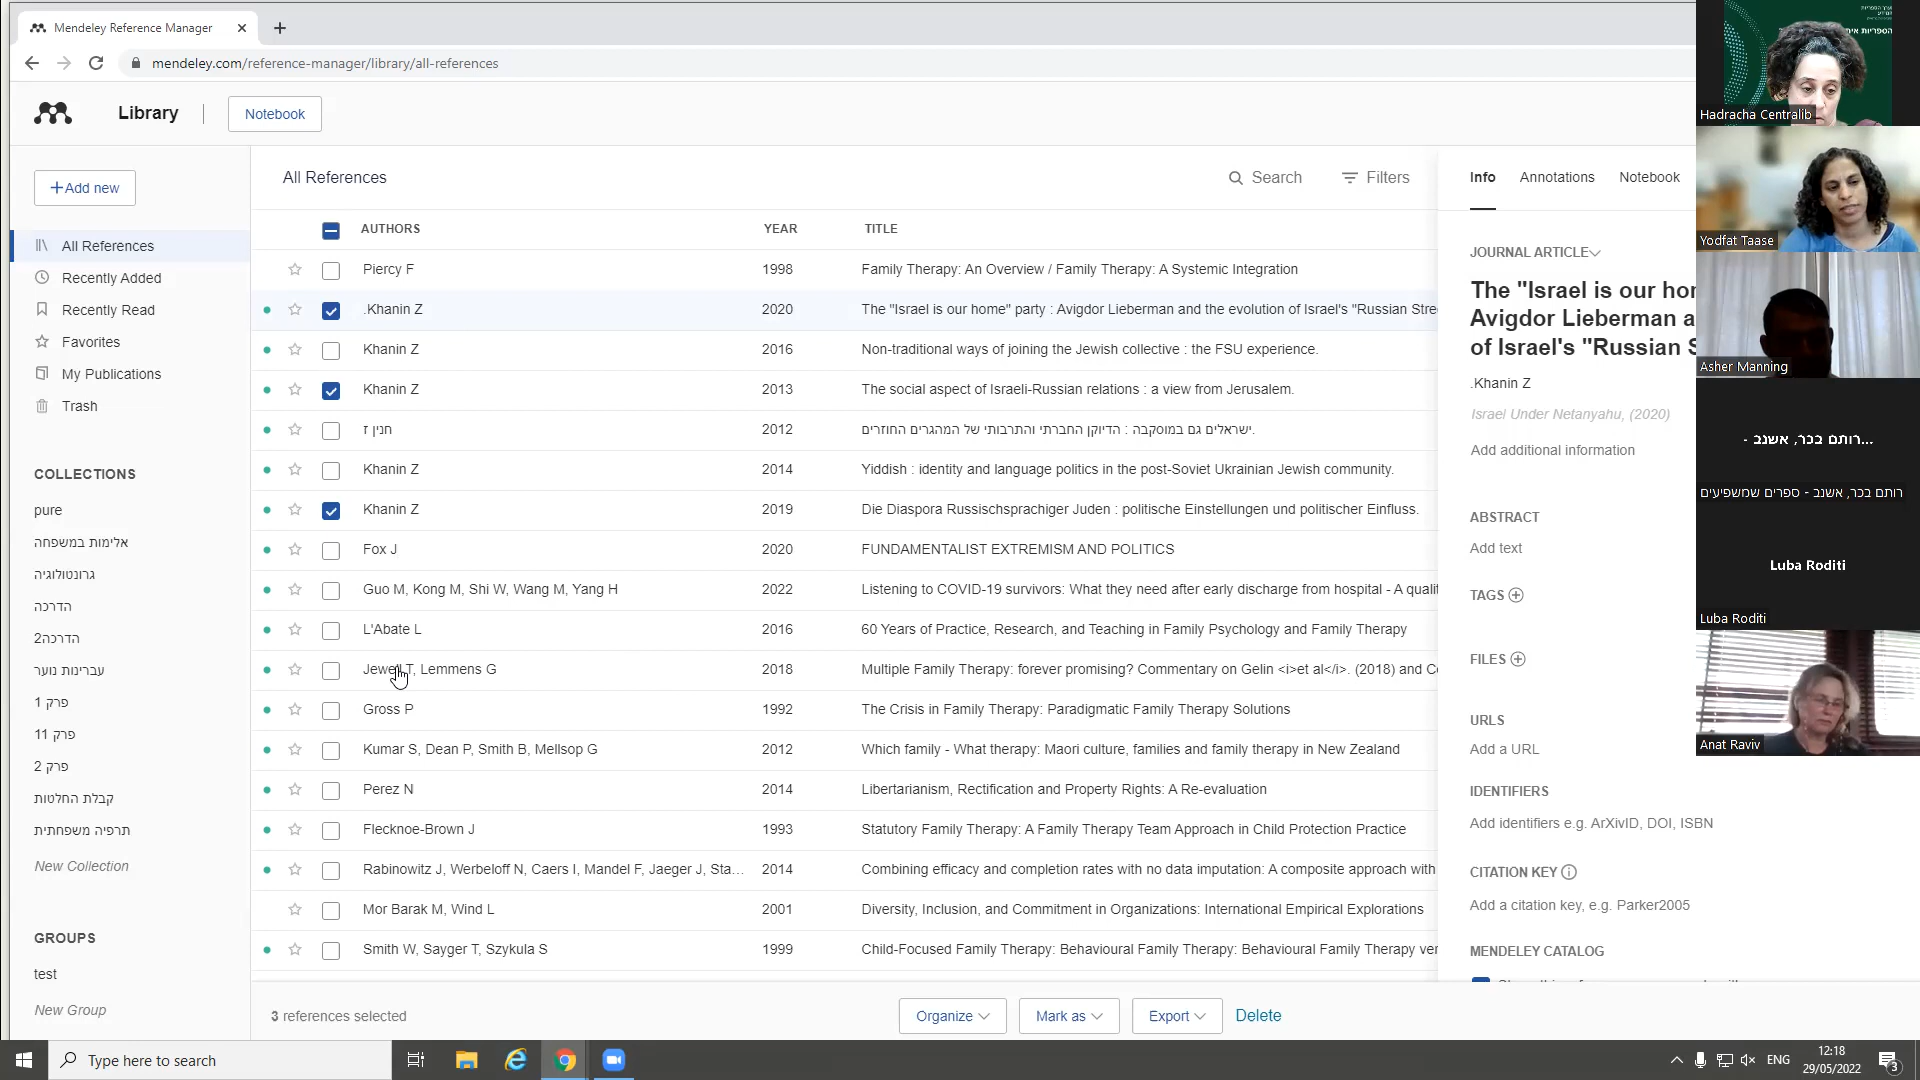 Mendeley Reference Manager
mendeley.com/reference-manager/library/all-references
Library
Notebook
Add new
All References
Recently Added
Recently Read
Favorites
My Publications
Trash
COLLECTIONS
pure
אלימות במשפחה
גרונטולוגיה
הדרכה
הדרכה2
עבריינות נוער
פרק 1
פרק 11
פרק 2
קבלת החלטות
תרפיה משפחתית
New Collection
GROUPS
test
New Group
All References
Search
Filters
AUTHORS YEAR TITLE
Piercy F 1998 Family Therapy: An Overview / Family Therapy: A Systemic Integration
.Khanin Z 2020 The "Israel is our home" party : Avigdor Lieberman and the evolution of Israel's "Russian Stre
Khanin Z 2016 Non-traditional ways of joining the Jewish collective : the FSU experience.
Khanin Z 2013 The social aspect of Israeli-Russian relations : a view from Jerusalem.
חנין ז 2012 ישראלים גם במוסקבה : הדיוקן החברתי והתרבותי של המהגרים החוזרים.
Khanin Z 2014 Yiddish : identity and language politics in the post-Soviet Ukrainian Jewish community.
Khanin Z 2019 Die Diaspora Russischsprachiger Juden : politische Einstellungen und politischer Einfluss.
Fox J 2020 FUNDAMENTALIST EXTREMISM AND POLITICS
Guo M, Kong M, Shi W, Wang M, Yang H 2022 Listening to COVID-19 survivors: What they need after early discharge from hospital - A qualit
L'Abate L 2016 60 Years of Practice, Research, and Teaching in Family Psychology and Family Therapy
Jewell T, Lemmens G 2018 Multiple Family Therapy: forever promising? Commentary on Gelin <i>et al</i>. (2018) and Co
Gross P 1992 The Crisis in Family Therapy: Paradigmatic Family Therapy Solutions
Kumar S, Dean P, Smith B, Mellsop G 2012 Which family - What therapy: Maori culture, families and family therapy in New Zealand
Perez N 2014 Libertarianism, Rectification and Property Rights: A Re-evaluation
Flecknoe-Brown J 1993 Statutory Family Therapy: A Family Therapy Team Approach in Child Protection Practice
Rabinowitz J, Werbeloff N, Caers I, Mandel F, Jaeger J, Sta... 2014 Combining efficacy and completion rates with no data imputation: A composite approach with
Mor Barak M, Wind L 2001 Diversity, Inclusion, and Commitment in Organizations: International Empirical Explorations
Smith W, Sayger T, Szykula S 1999 Child-Focused Family Therapy: Behavioural Family Therapy: Behavioural Family Therapy ver
3 references selected
Organize
Mark as
Export
Delete
Info
Annotations
Notebook
JOURNAL ARTICLE
The "Israel is our hor
Avigdor Lieberman a
of Israel's "Russian S
.Khanin Z
Israel Under Netanyahu, (2020)
Add additional information
ABSTRACT
Add text
TAGS
FILES
URLS
Add a URL
IDENTIFIERS
Add identifiers e.g. ArXivID, DOI, ISBN
CITATION KEY
Add a citation key, e.g. Parker2005
MENDELEY CATALOG
Hadracha Centralib
Yodfat Taase
Asher Manning
רותם בכר, אשנב -...
רותם בכר, אשנב - ספרים שמשפיעים
Luba Roditi
Luba Roditi
Anat Raviv
Type here to search
ENG
12:18
29/05/2022
3